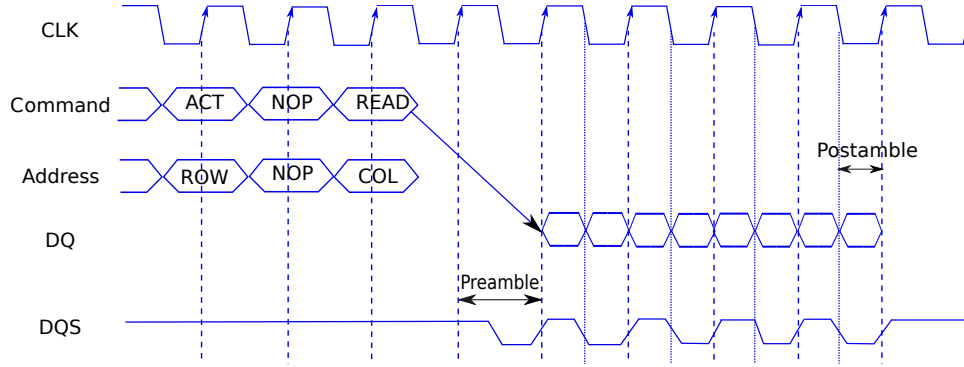 CLK
Command ACT NOP READ
Postamble
Address ROW NOP COL
DQ
Preamble
DQS